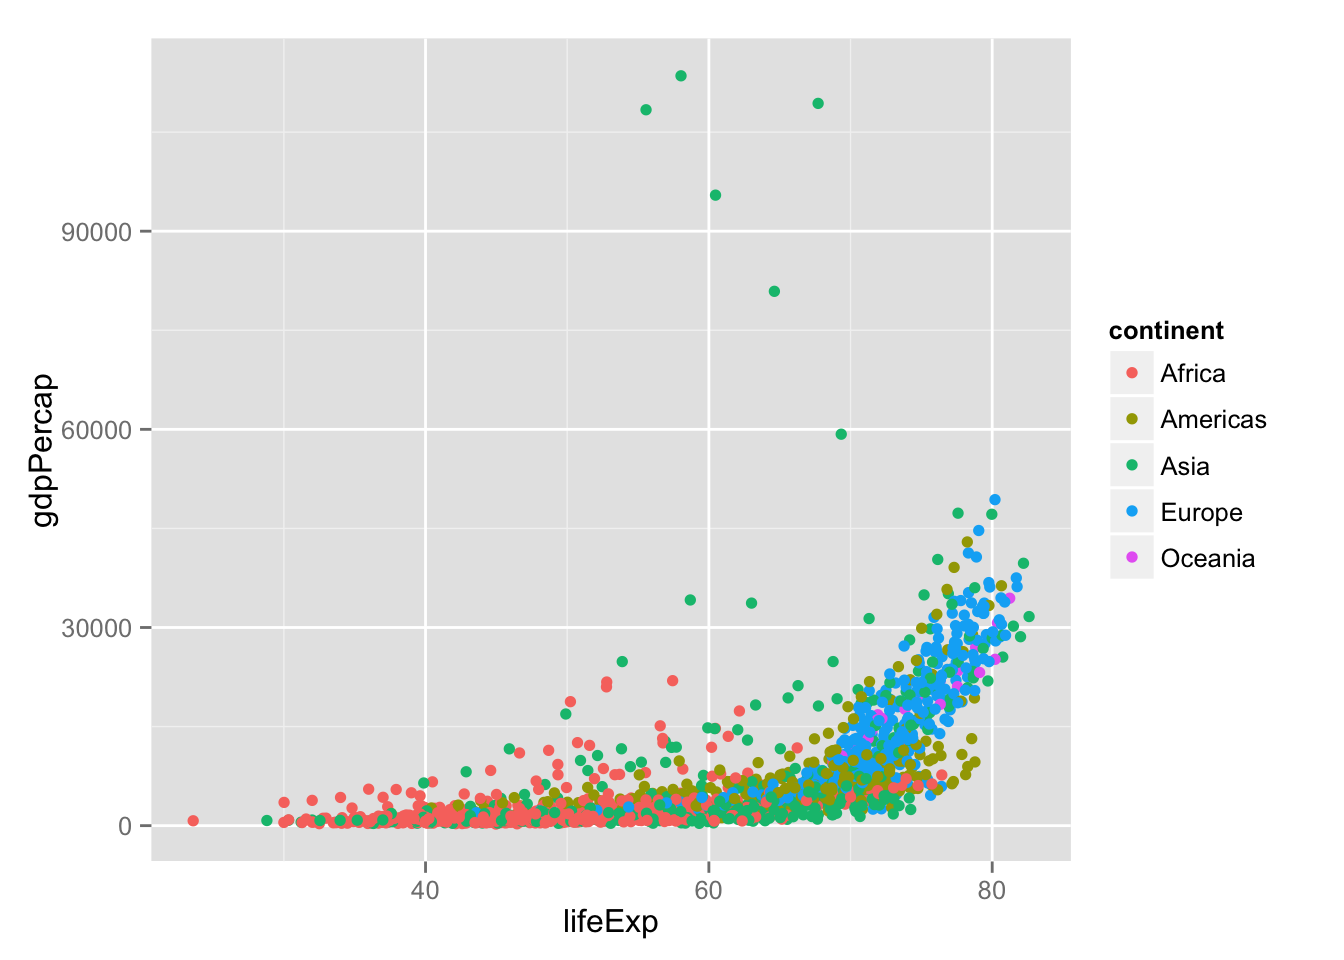 90000
60000
30000
0
40
60
80
lifeExp
gdpPercap
continent
Africa
Americas
Asia
Europe
Oceania